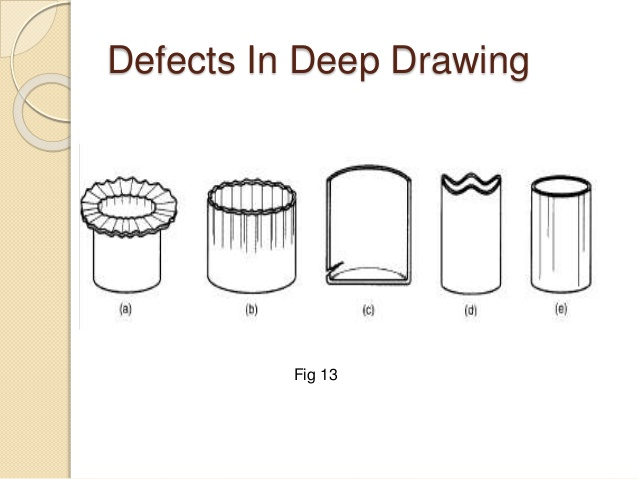 Defects In Deep Drawing
(a) (b) (c) (d) (e)
Fig 13